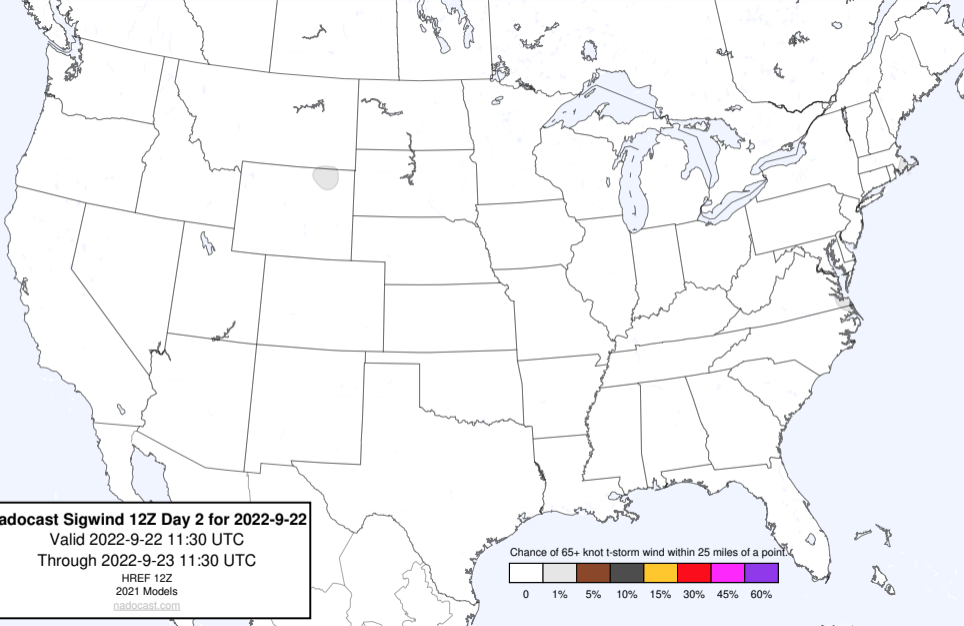 adocast Sigwind 12Z Day 2 for 2022-9-22
Valid 2022-9-22 11:30 UTC
Through 2022-9-23 11:30 UTC
HREF 12Z
2021 Models
nadocast.com
Chance of 65+ knot t-storm wind within 25 miles of a point.
0 1% 5% 10% 15% 30% 45% 60%